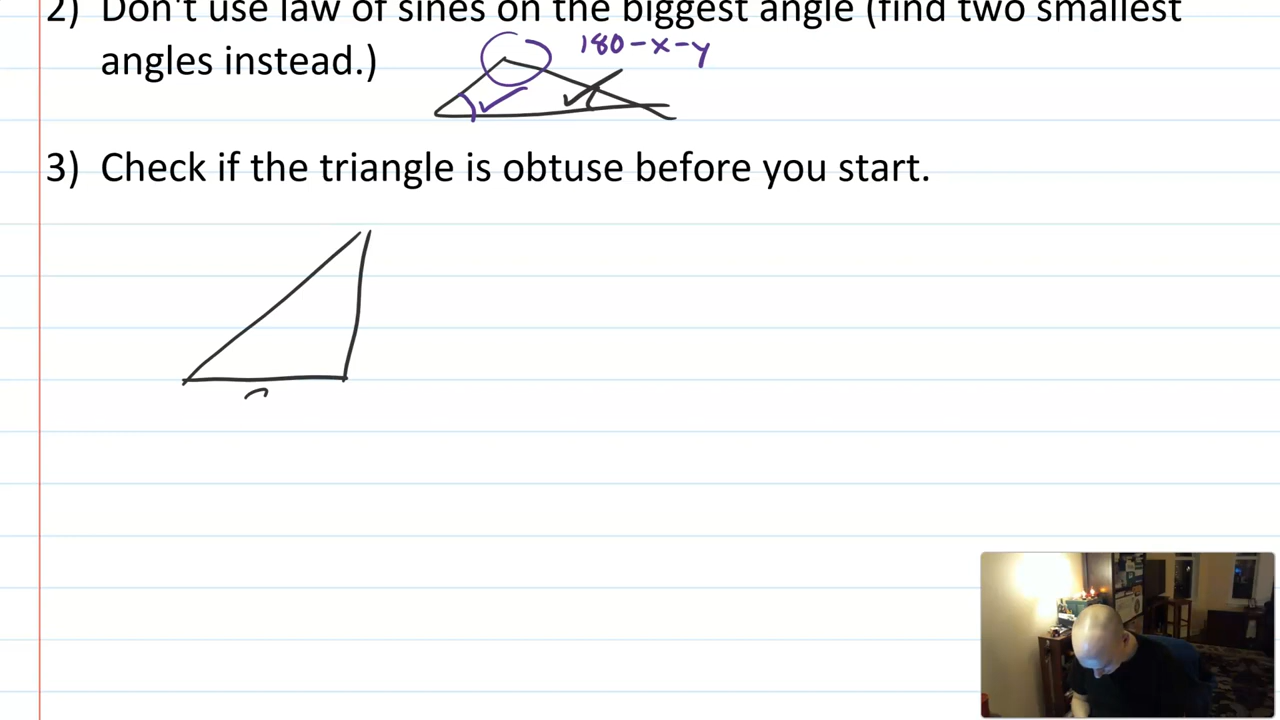 2) Don't use law of sines on the biggest angle (find two smallest
angles instead.)
180-x-y
3) Check if the triangle is obtuse before you start.